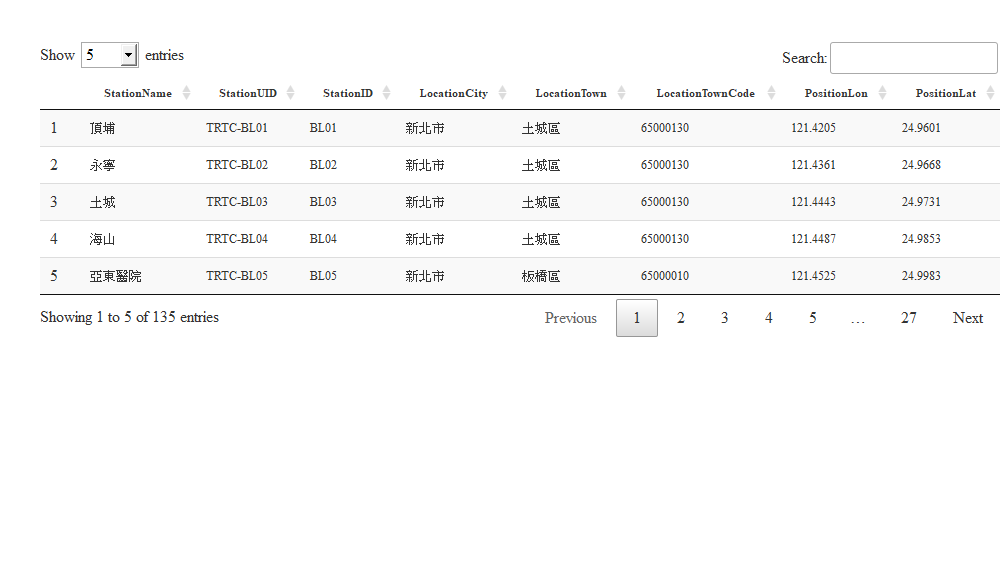 Show 5 entries Search:
StationName StationUID StationID LocationCity LocationTown LocationTownCode PositionLon PositionLat
1 頂埔 TRTC-BL01 BL01 新北市 土城區 65000130 121.4205 24.9601
2 永寧 TRTC-BL02 BL02 新北市 土城區 65000130 121.4361 24.9668
3 土城 TRTC-BL03 BL03 新北市 土城區 65000130 121.4443 24.9731
4 海山 TRTC-BL04 BL04 新北市 土城區 65000130 121.4487 24.9853
5 亞東醫院 TRTC-BL05 BL05 新北市 板橋區 65000010 121.4525 24.9983
Showing 1 to 5 of 135 entries Previous 1 2 3 4 5 … 27 Next